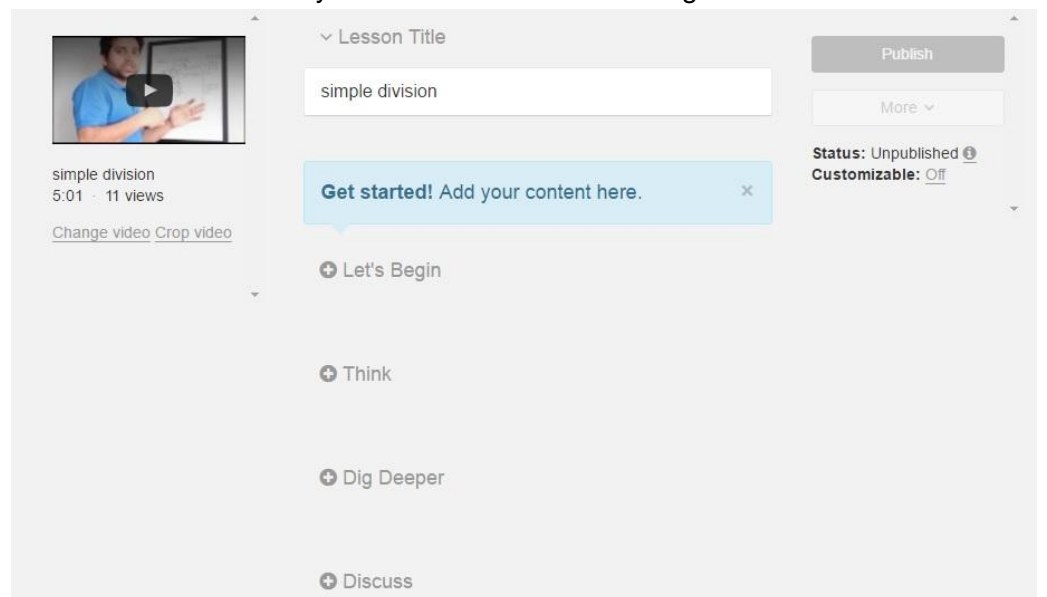 Lesson Title
simple division
simple division
5:01 · 11 views
Change video Crop video
Get started! Add your content here. ×
Let's Begin
Think
Dig Deeper
Discuss
Publish
More
Status: Unpublished
Customizable: Off